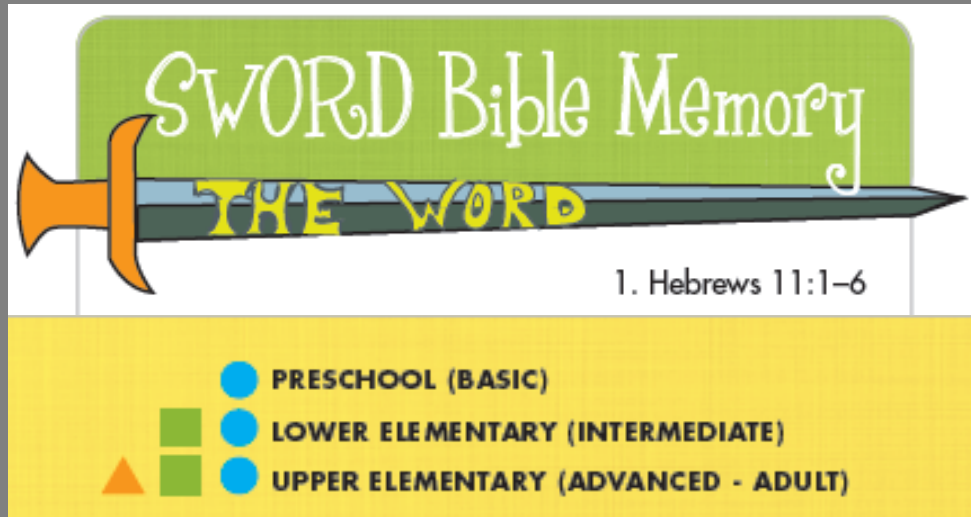 SWORD Bible Memory
THE WORD
1. Hebrews 11:1–6
PRESCHOOL (BASIC)
LOWER ELEMENTARY (INTERMEDIATE)
UPPER ELEMENTARY (ADVANCED - ADULT)